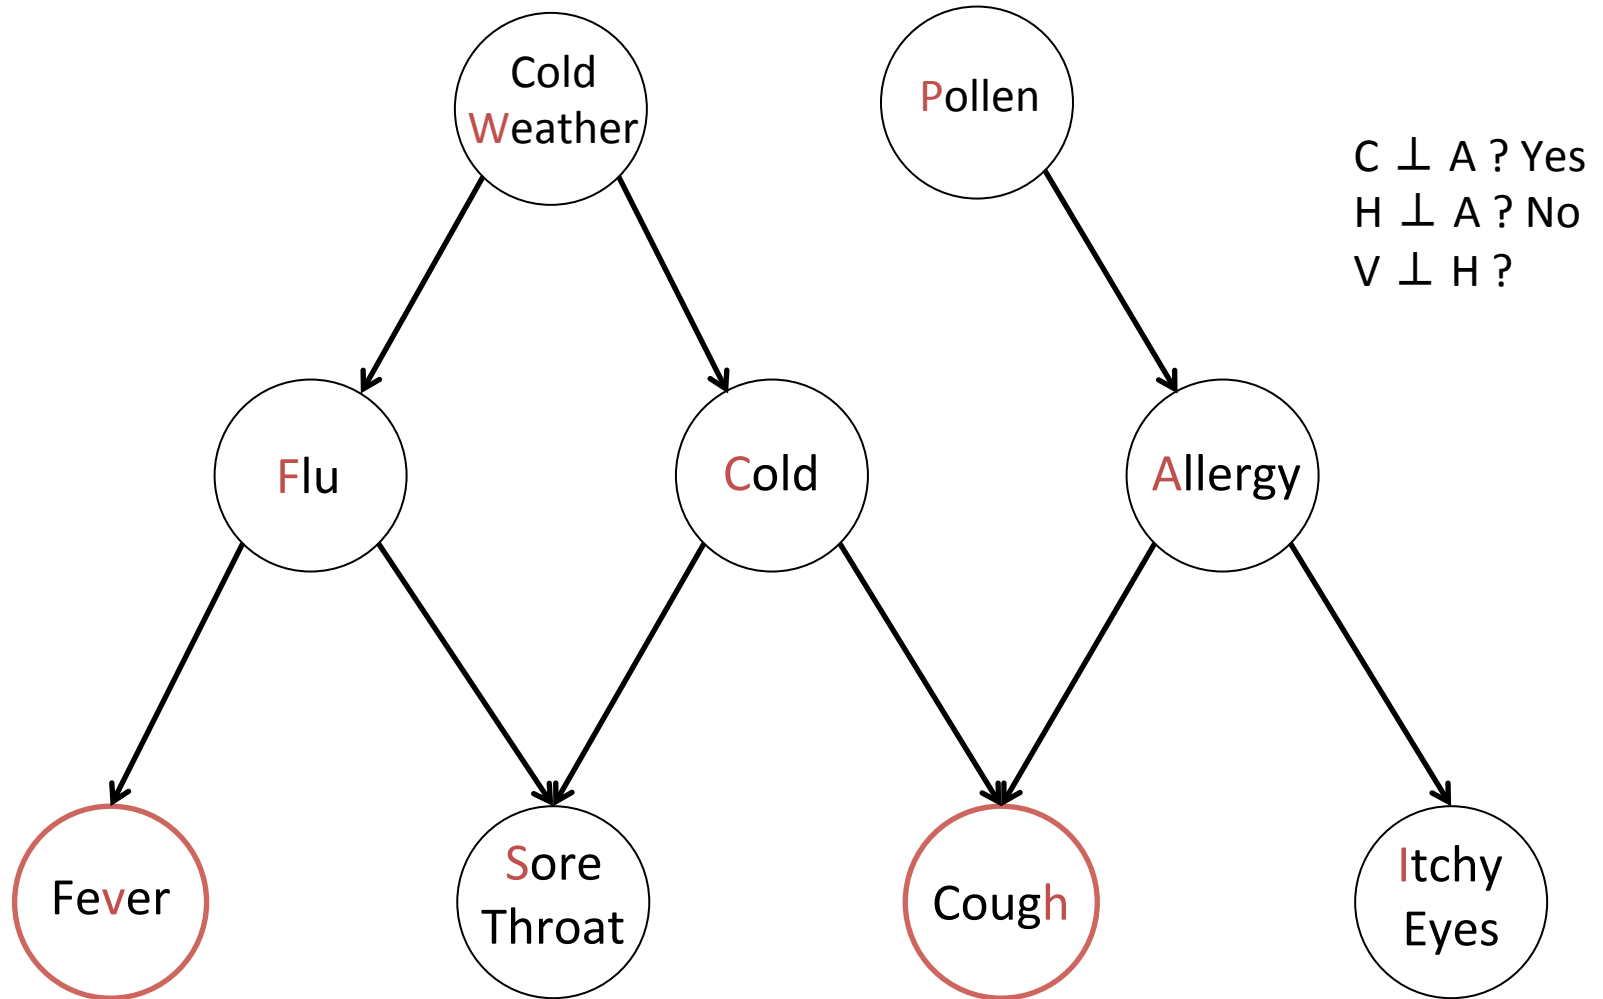 Cold
Weather
Pollen
C ⊥ A ? Yes
H ⊥ A ? No
V ⊥ H ?
Flu
Cold
Allergy
Fever
Sore
Throat
Cough
Itchy
Eyes